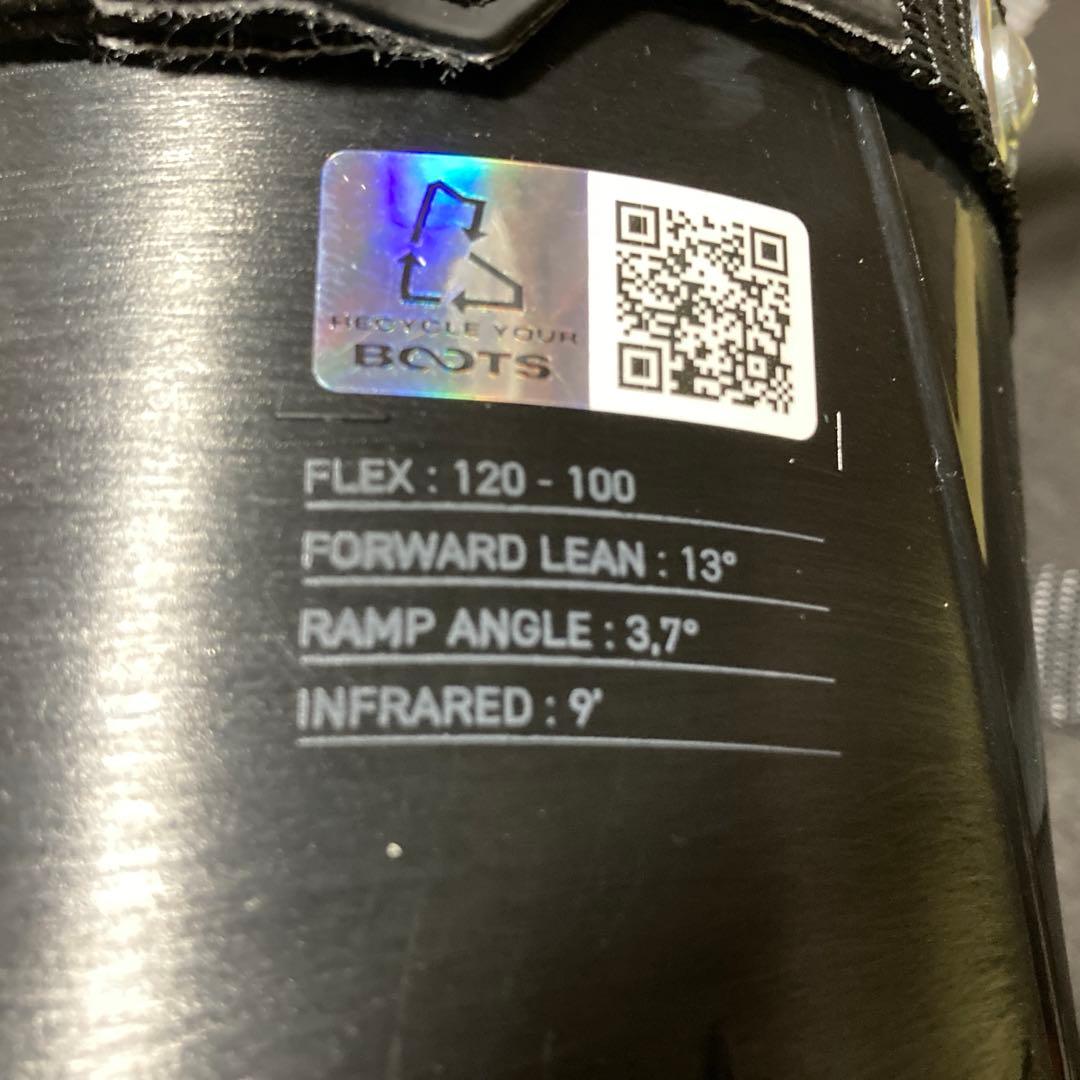 RECYCLE YOUR
BOOTS
FLEX : 120 - 100
FORWARD LEAN : 13°
RAMP ANGLE : 3,7°
INFRARED : 9'